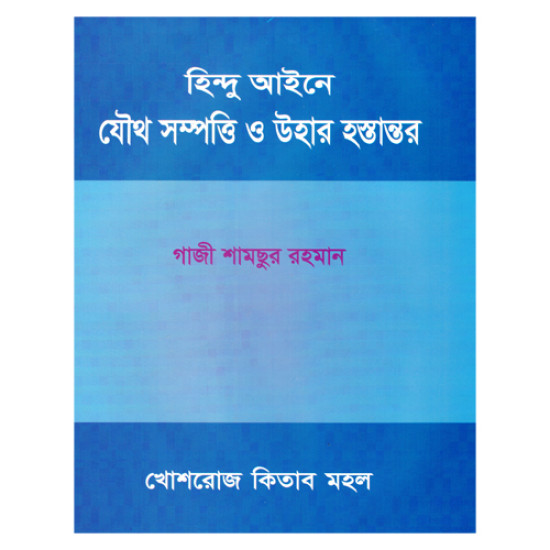 হিন্দু আইনে
যৌথ সম্পত্তি ও উহার হস্তান্তর
গাজী শামছুর রহমান
খোশরোজ কিতাব মহল